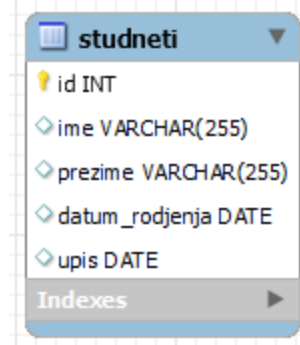 studneti
id INT
ime VARCHAR(255)
prezime VARCHAR(255)
datum_rodjenja DATE
upis DATE
Indexes